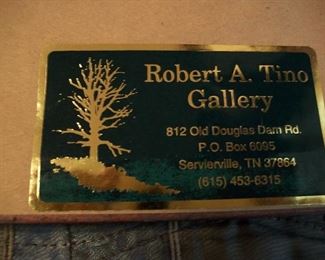 Robert A. Tino
Gallery
812 Old Douglas Dam Rd.
P.O. Box 6095
Servierville, TN 37864
(615) 453-6315